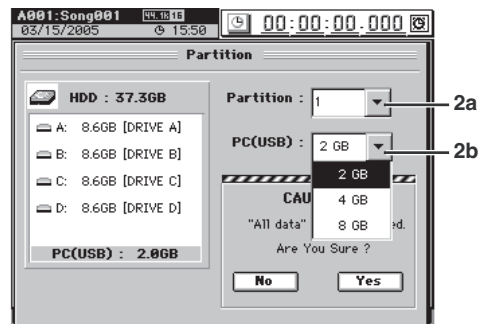 A001:Song001 44.1K 16
03/15/2005 15:50
00:00:00.000
Partition
HDD : 37.3GB
A: 8.6GB [DRIVE A]
B: 8.6GB [DRIVE B]
C: 8.6GB [DRIVE C]
D: 8.6GB [DRIVE D]
PC(USB) : 2.0GB
Partition : 1
2a
PC(USB) : 2 GB
2b
2 GB
4 GB
8 GB
CAU
"All data" ed.
Are You Sure ?
No Yes